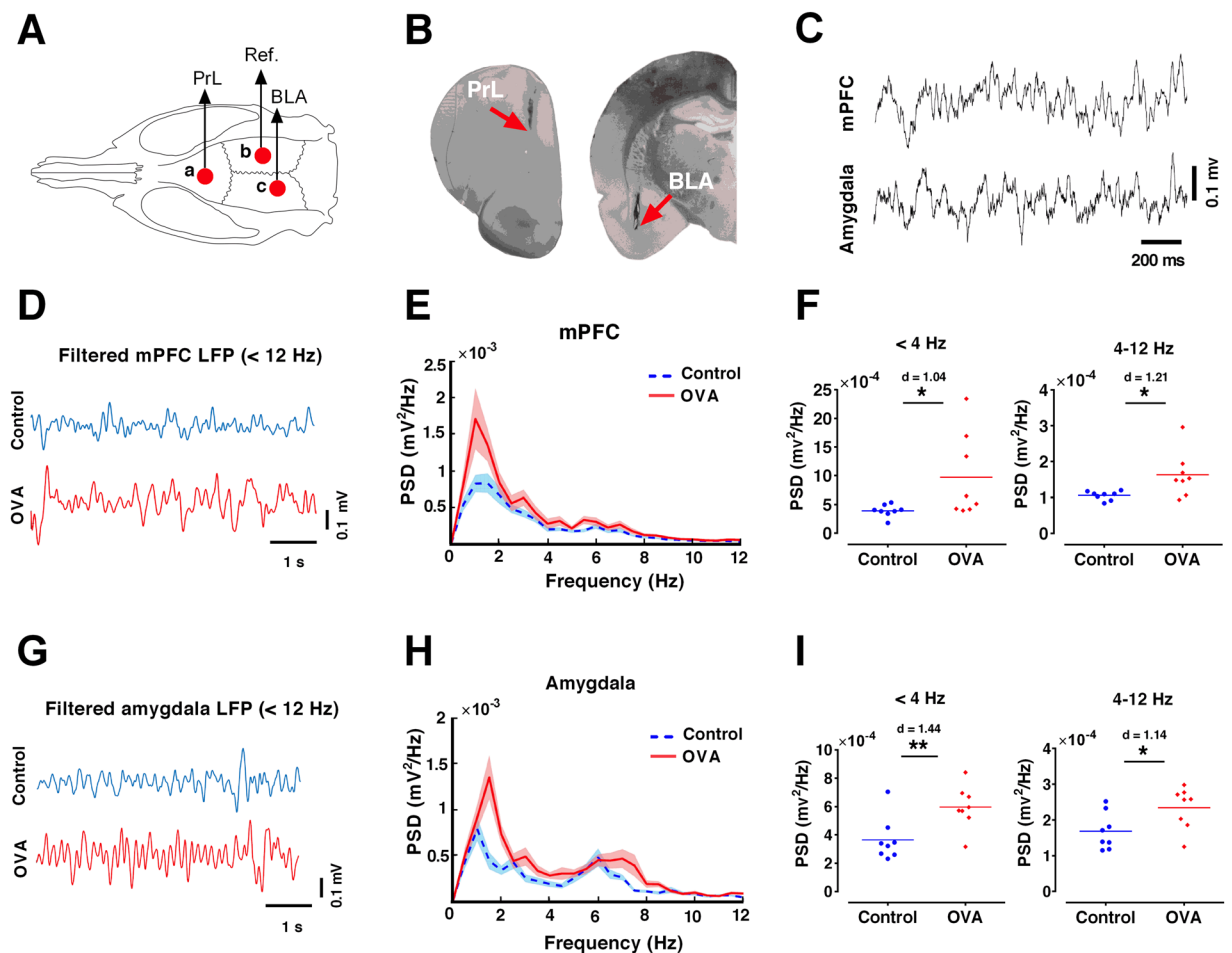 A
Ref.
PrL
BLA
b
a
c
B
PrL
BLA
C
mPFC
Amygdala
0.1 mv
200 ms
D
Filtered mPFC LFP (< 12 Hz)
Control
OVA
0.1 mV
1 s
E
mPFC
×10⁻³
2.5
2
1.5
1
0.5
0 2 4 6 8 10 12
PSD (mV²/Hz)
Frequency (Hz)
Control
OVA
F
< 4 Hz
×10⁻⁴
d = 1.04
*
25
20
15
10
5
0
PSD (mv²/Hz)
Control OVA
4-12 Hz
×10⁻⁴
d = 1.21
*
4
3
2
1
0
PSD (mv²/Hz)
Control OVA
G
Filtered amygdala LFP (< 12 Hz)
Control
OVA
0.1 mV
1 s
H
Amygdala
×10⁻³
2
1.5
1
0.5
0 2 4 6 8 10 12
PSD (mV²/Hz)
Frequency (Hz)
Control
OVA
I
< 4 Hz
×10⁻⁴
d = 1.44
**
10
8
6
4
2
0
PSD (mv²/Hz)
Control OVA
4-12 Hz
×10⁻⁴
d = 1.14
*
4
3
2
1
0
PSD (mv²/Hz)
Control OVA